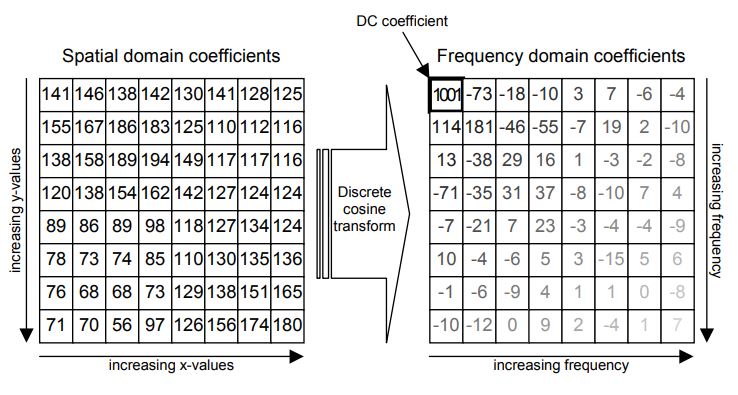 DC coefficient
Spatial domain coefficients
Frequency domain coefficients
141 146 138 142 130 141 128 125
155 167 186 183 125 110 112 116
138 158 189 194 149 117 117 116
120 138 154 162 142 127 124 124
89 86 89 98 118 127 134 124
78 73 74 85 110 130 135 136
76 68 68 73 129 138 151 165
71 70 56 97 126 156 174 180
increasing y-values
increasing x-values
Discrete
cosine
transform
1001 -73 -18 -10 3 7 -6 -4
114 181 -46 -55 -7 19 2 -10
13 -38 29 16 1 -3 -2 -8
-71 -35 31 37 -8 -10 7 4
-7 -21 7 23 -3 -4 -4 -9
10 -4 -6 5 3 -15 5 6
-1 -6 -9 4 1 1 0 -8
-10 -12 0 9 2 -4 1 7
increasing frequency
increasing frequency